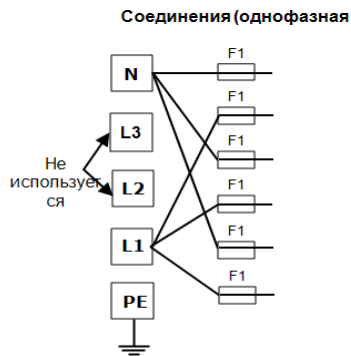 Соединения (однофазная
F1
N
F1
L3
F1
Не
использует
ся
L2
F1
L1
F1
F1
PE